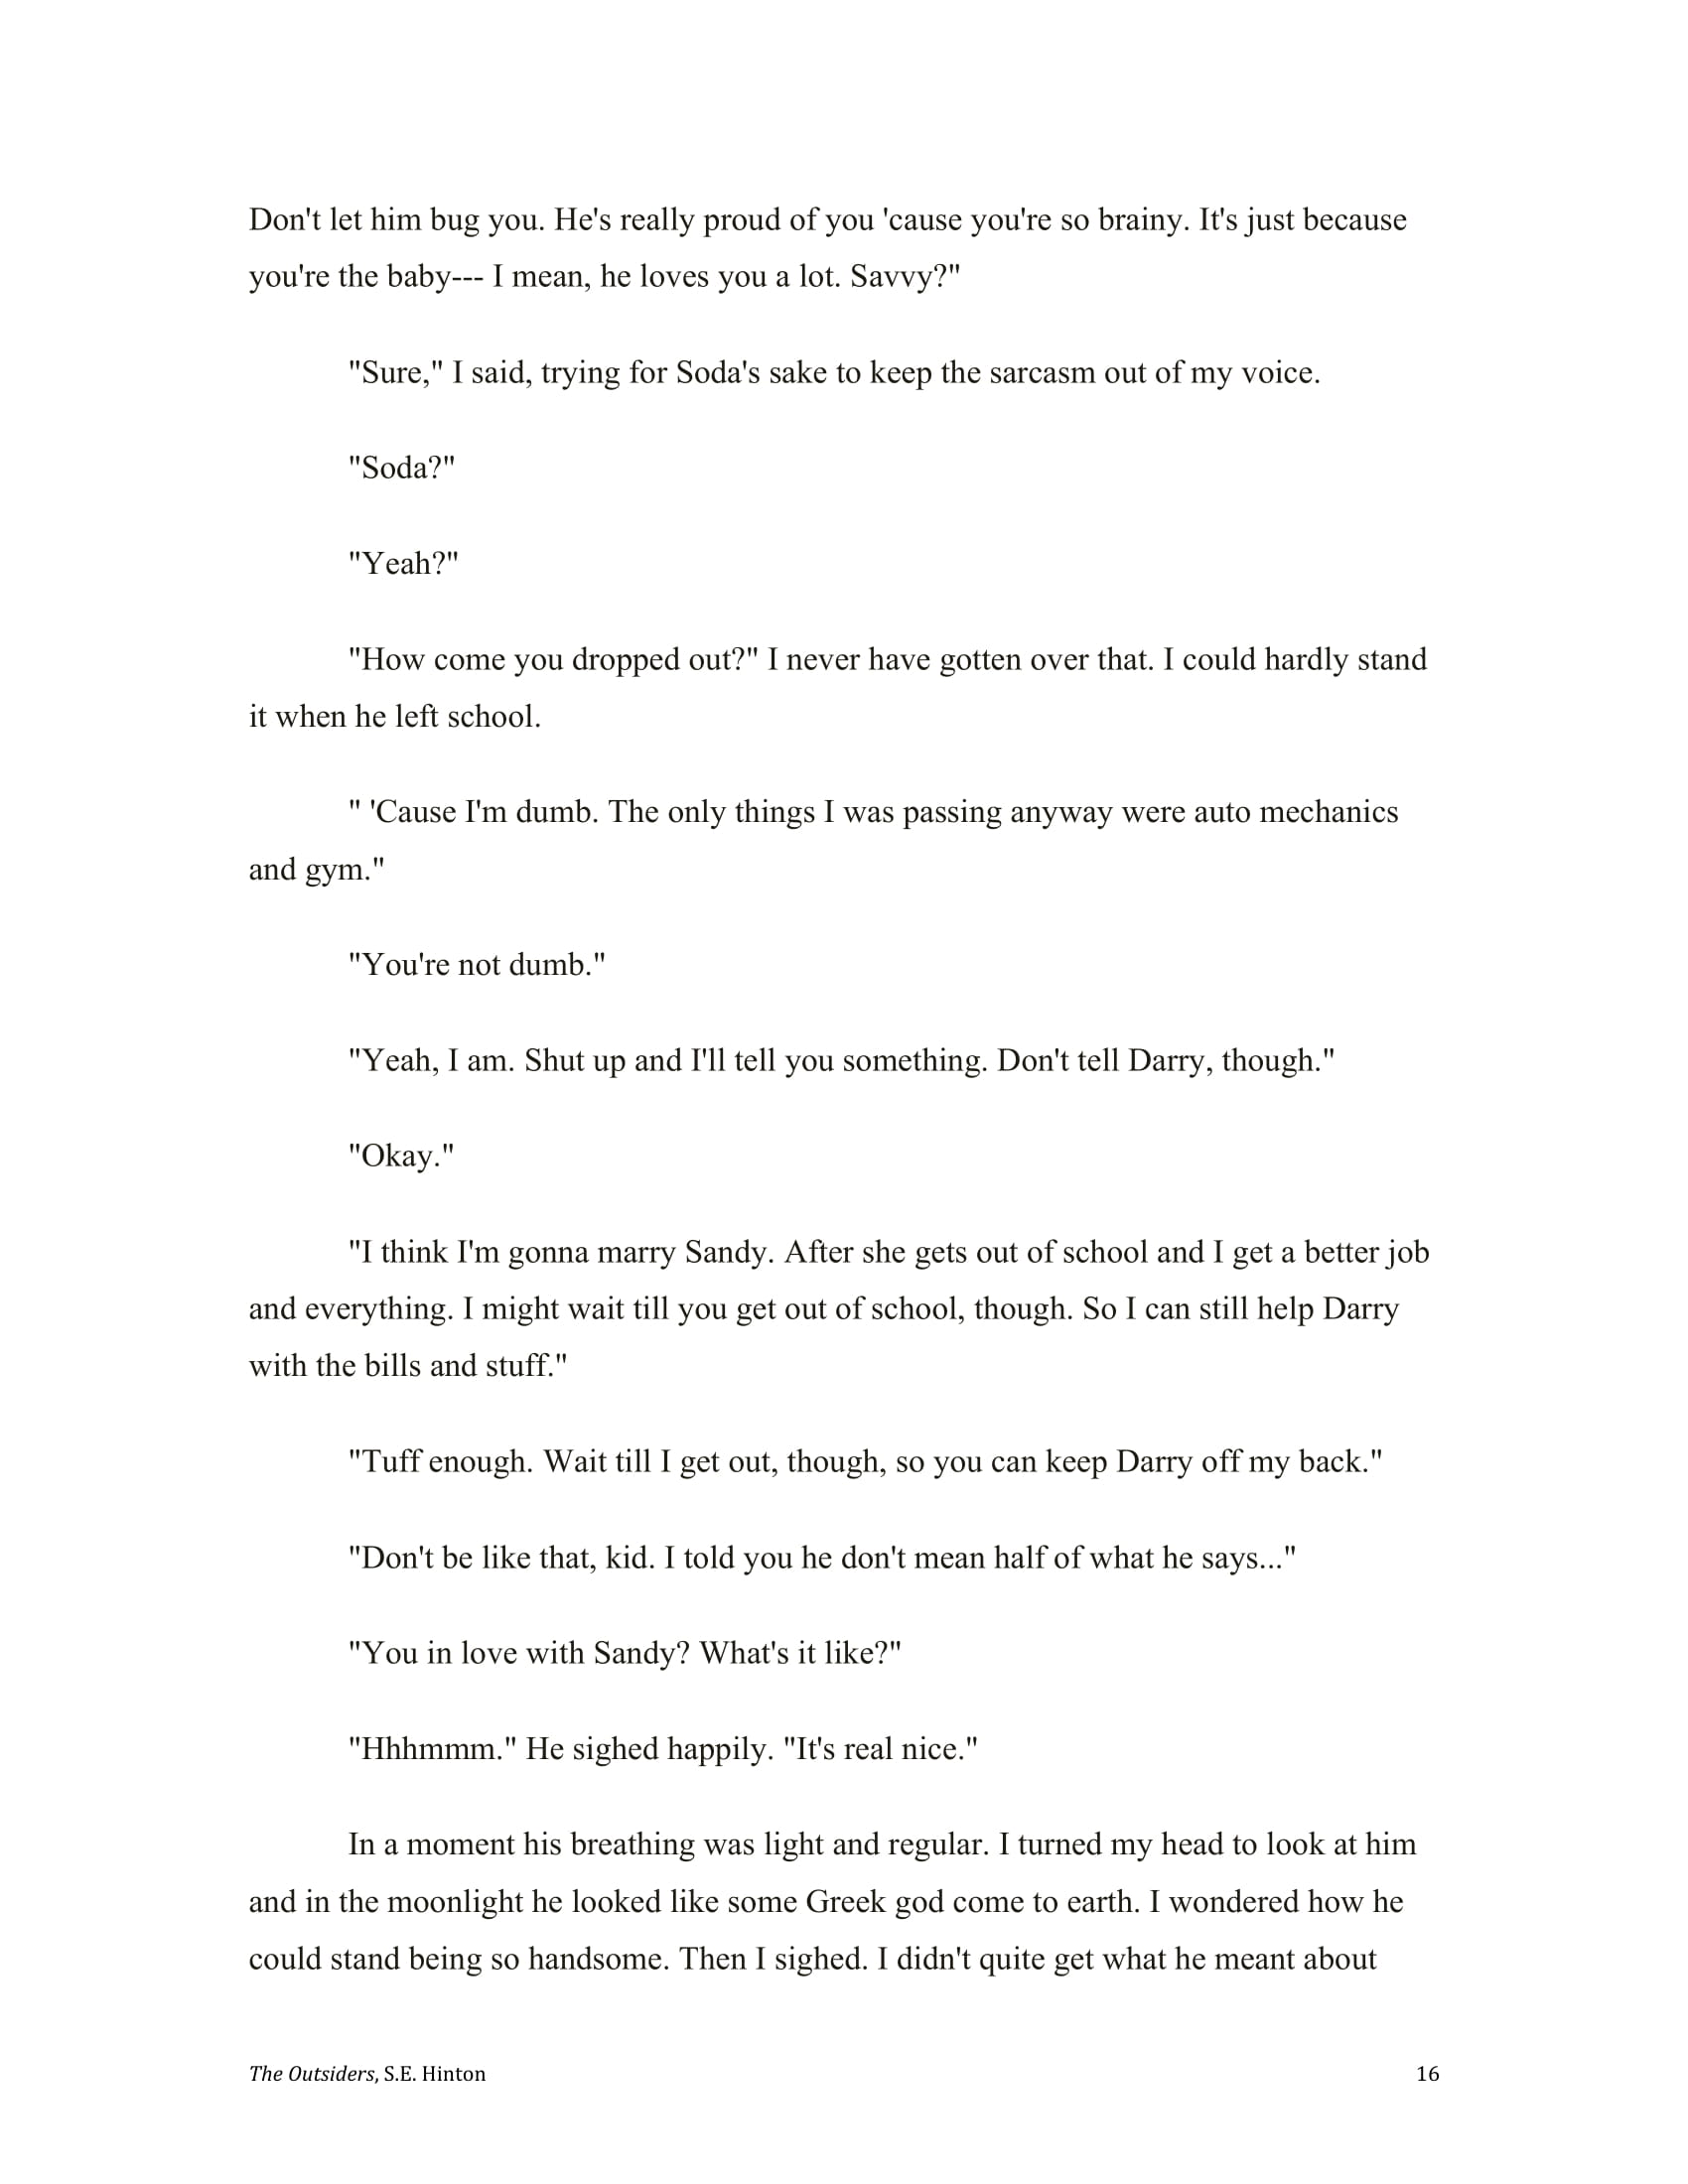 Don't let him bug you. He's really proud of you 'cause you're so brainy. It's just because
you're the baby--- I mean, he loves you a lot. Savvy?"
"Sure," I said, trying for Soda's sake to keep the sarcasm out of my voice.
"Soda?"
"Yeah?"
"How come you dropped out?" I never have gotten over that. I could hardly stand
it when he left school.
" 'Cause I'm dumb. The only things I was passing anyway were auto mechanics
and gym."
"You're not dumb."
"Yeah, I am. Shut up and I'll tell you something. Don't tell Darry, though."
"Okay."
"I think I'm gonna marry Sandy. After she gets out of school and I get a better job
and everything. I might wait till you get out of school, though. So I can still help Darry
with the bills and stuff."
"Tuff enough. Wait till I get out, though, so you can keep Darry off my back."
"Don't be like that, kid. I told you he don't mean half of what he says..."
"You in love with Sandy? What's it like?"
"Hhhmmm." He sighed happily. "It's real nice."
In a moment his breathing was light and regular. I turned my head to look at him
and in the moonlight he looked like some Greek god come to earth. I wondered how he
could stand being so handsome. Then I sighed. I didn't quite get what he meant about
The Outsiders, S.E. Hinton 16